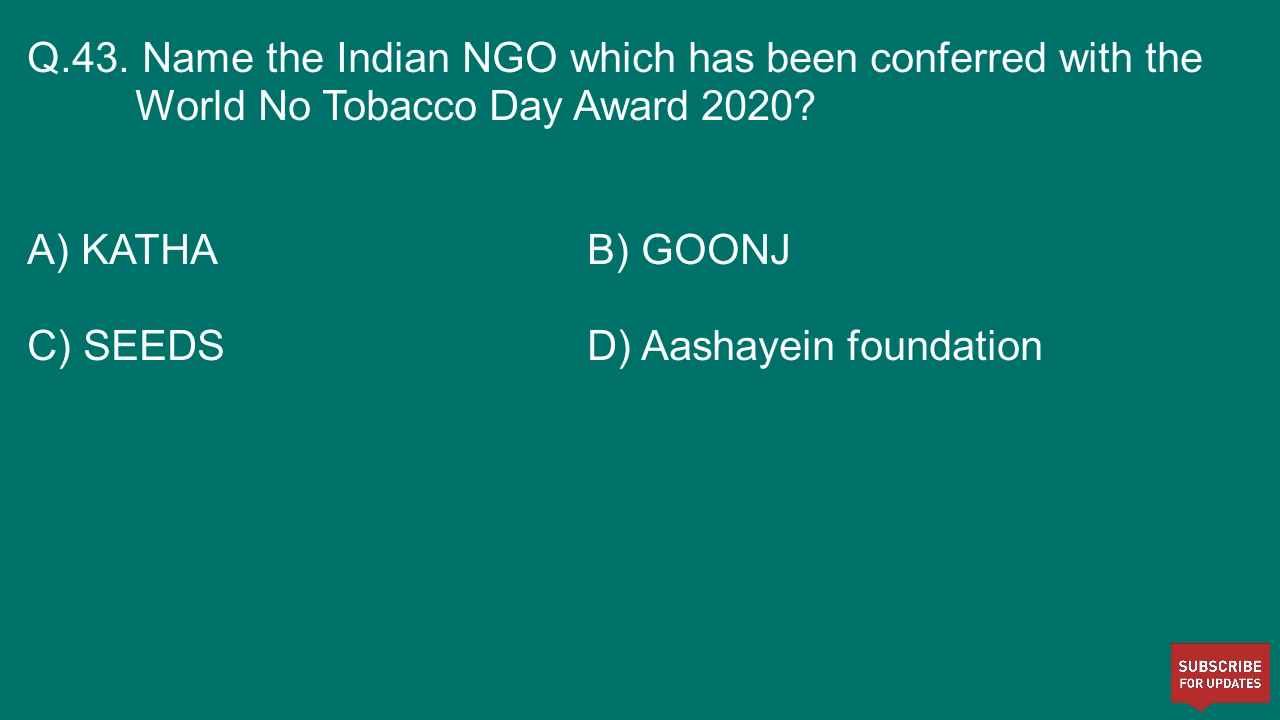 Q.43. Name the Indian NGO which has been conferred with the
World No Tobacco Day Award 2020?
A) KATHA B) GOONJ
C) SEEDS D) Aashayein foundation
SUBSCRIBE
FOR UPDATES